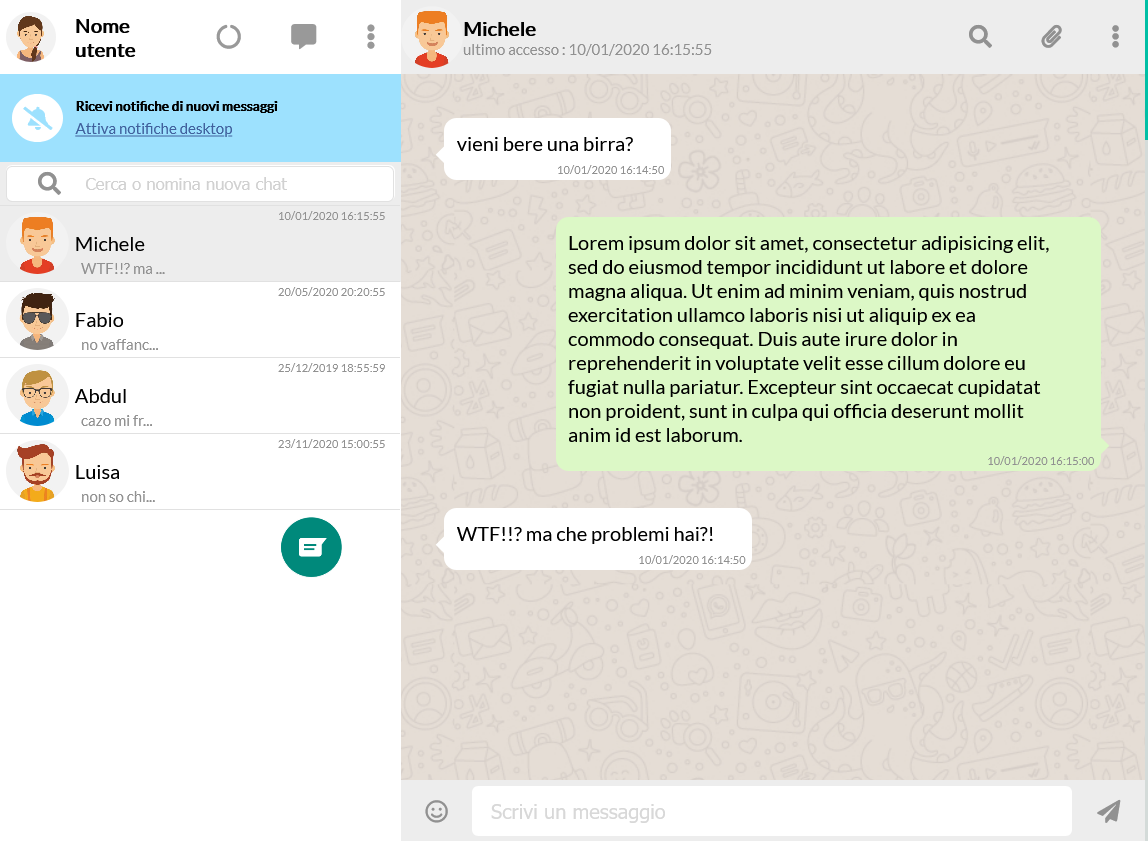 Nome
utente
Ricevi notifiche di nuovi messaggi
Attiva notifiche desktop
Cerca o nomina nuova chat
10/01/2020 16:15:55
Michele
WTF!!? ma ...
20/05/2020 20:20:55
Fabio
no vaffanc...
25/12/2019 18:55:59
Abdul
cazo mi fr...
23/11/2020 15:00:55
Luisa
non so chi...
Michele
ultimo accesso : 10/01/2020 16:15:55
vieni bere una birra?
10/01/2020 16:14:50
Lorem ipsum dolor sit amet, consectetur adipisicing elit,
sed do eiusmod tempor incididunt ut labore et dolore
magna aliqua. Ut enim ad minim veniam, quis nostrud
exercitation ullamco laboris nisi ut aliquip ex ea
commodo consequat. Duis aute irure dolor in
reprehenderit in voluptate velit esse cillum dolore eu
fugiat nulla pariatur. Excepteur sint occaecat cupidatat
non proident, sunt in culpa qui officia deserunt mollit
anim id est laborum.
10/01/2020 16:15:00
WTF!!? ma che problemi hai?!
10/01/2020 16:14:50
Scrivi un messaggio